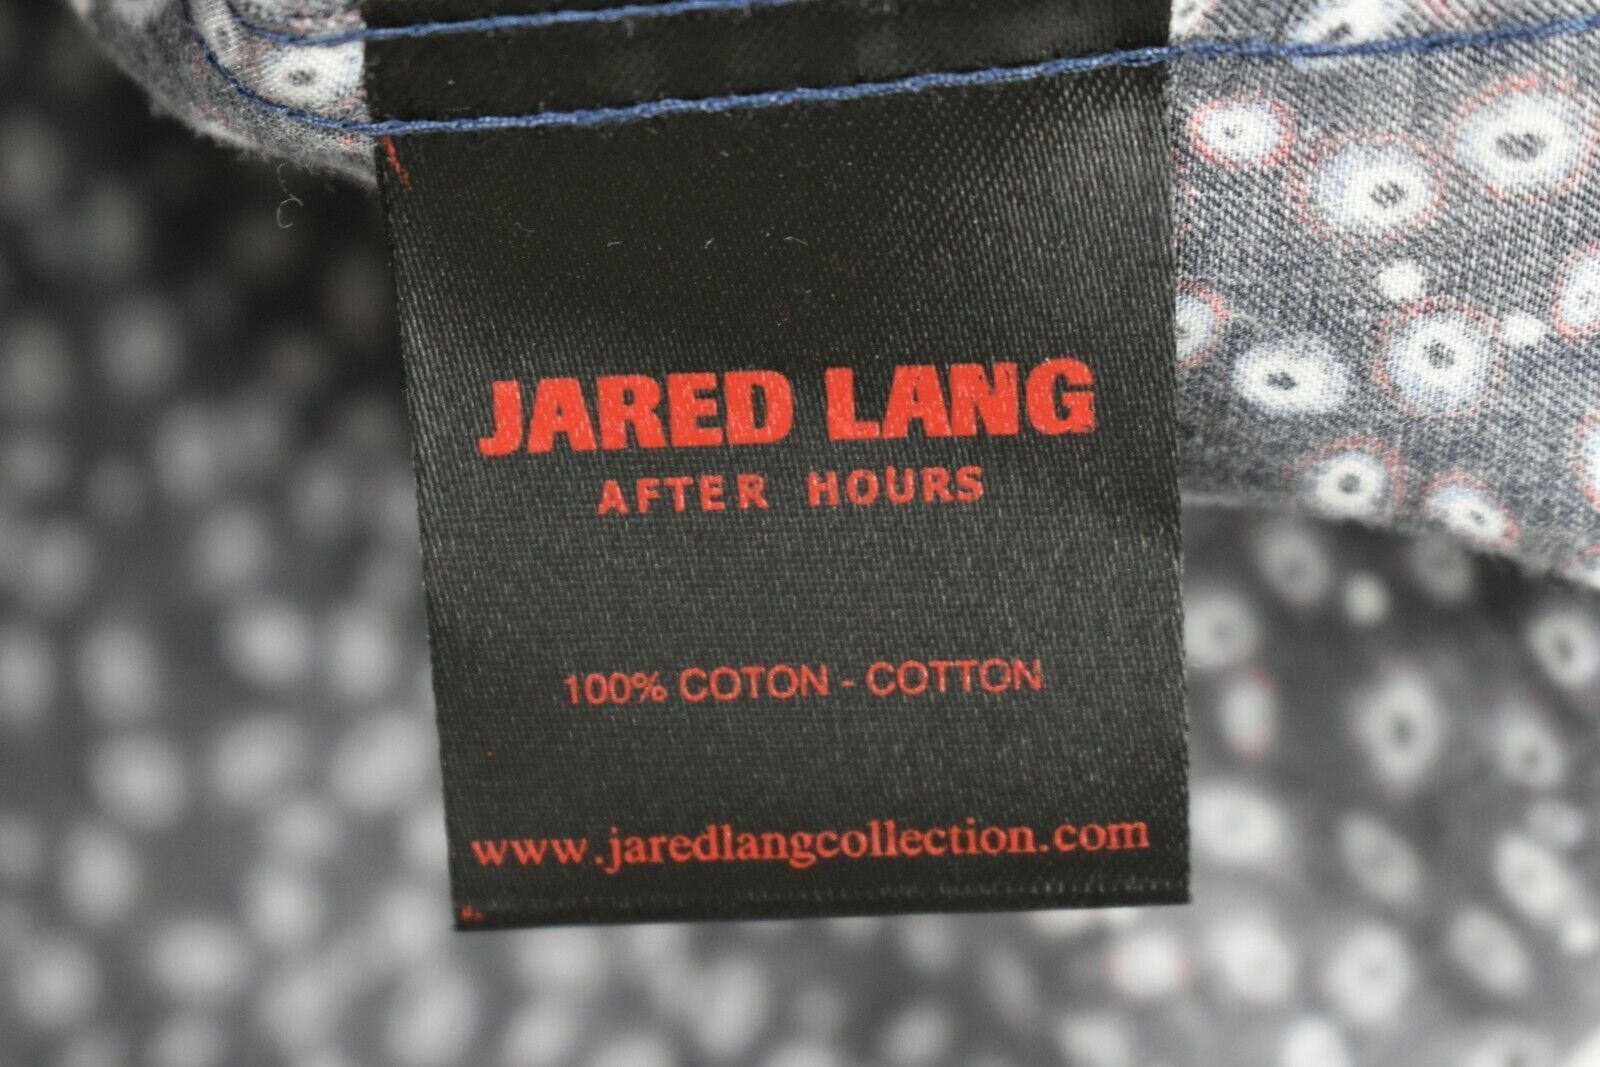 JARED LANG
AFTER HOURS
100% COTON - COTTON
www.jaredlangcollection.com